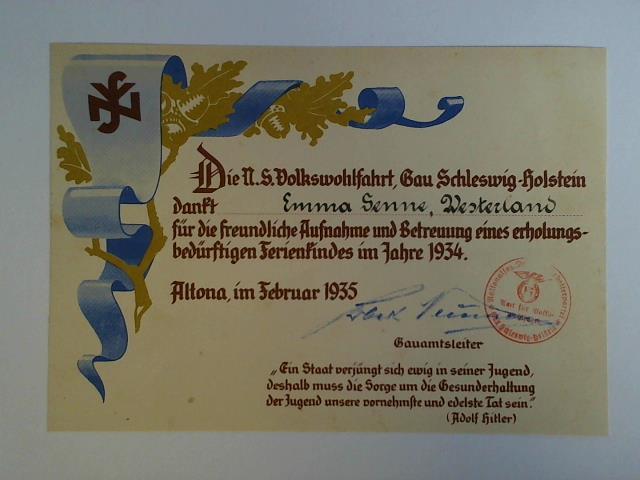 Die N.S. Volkswohlfahrt, Gau Schleswig-Holstein
dankt Emma Senne, Westerland
für die freundliche Aufnahme und Betreuung eines erholungs-
bedürftigen Ferienkindes im Jahre 1934.
Altona, im Februar 1935
Gauamtsleiter
„Ein Staat verjüngt sich ewig in seiner Jugend,
deshalb muss die Sorge um die Gesunderhaltung
der Jugend unsere vornehmste und edelste Tat sein."
(Adolf Hitler)